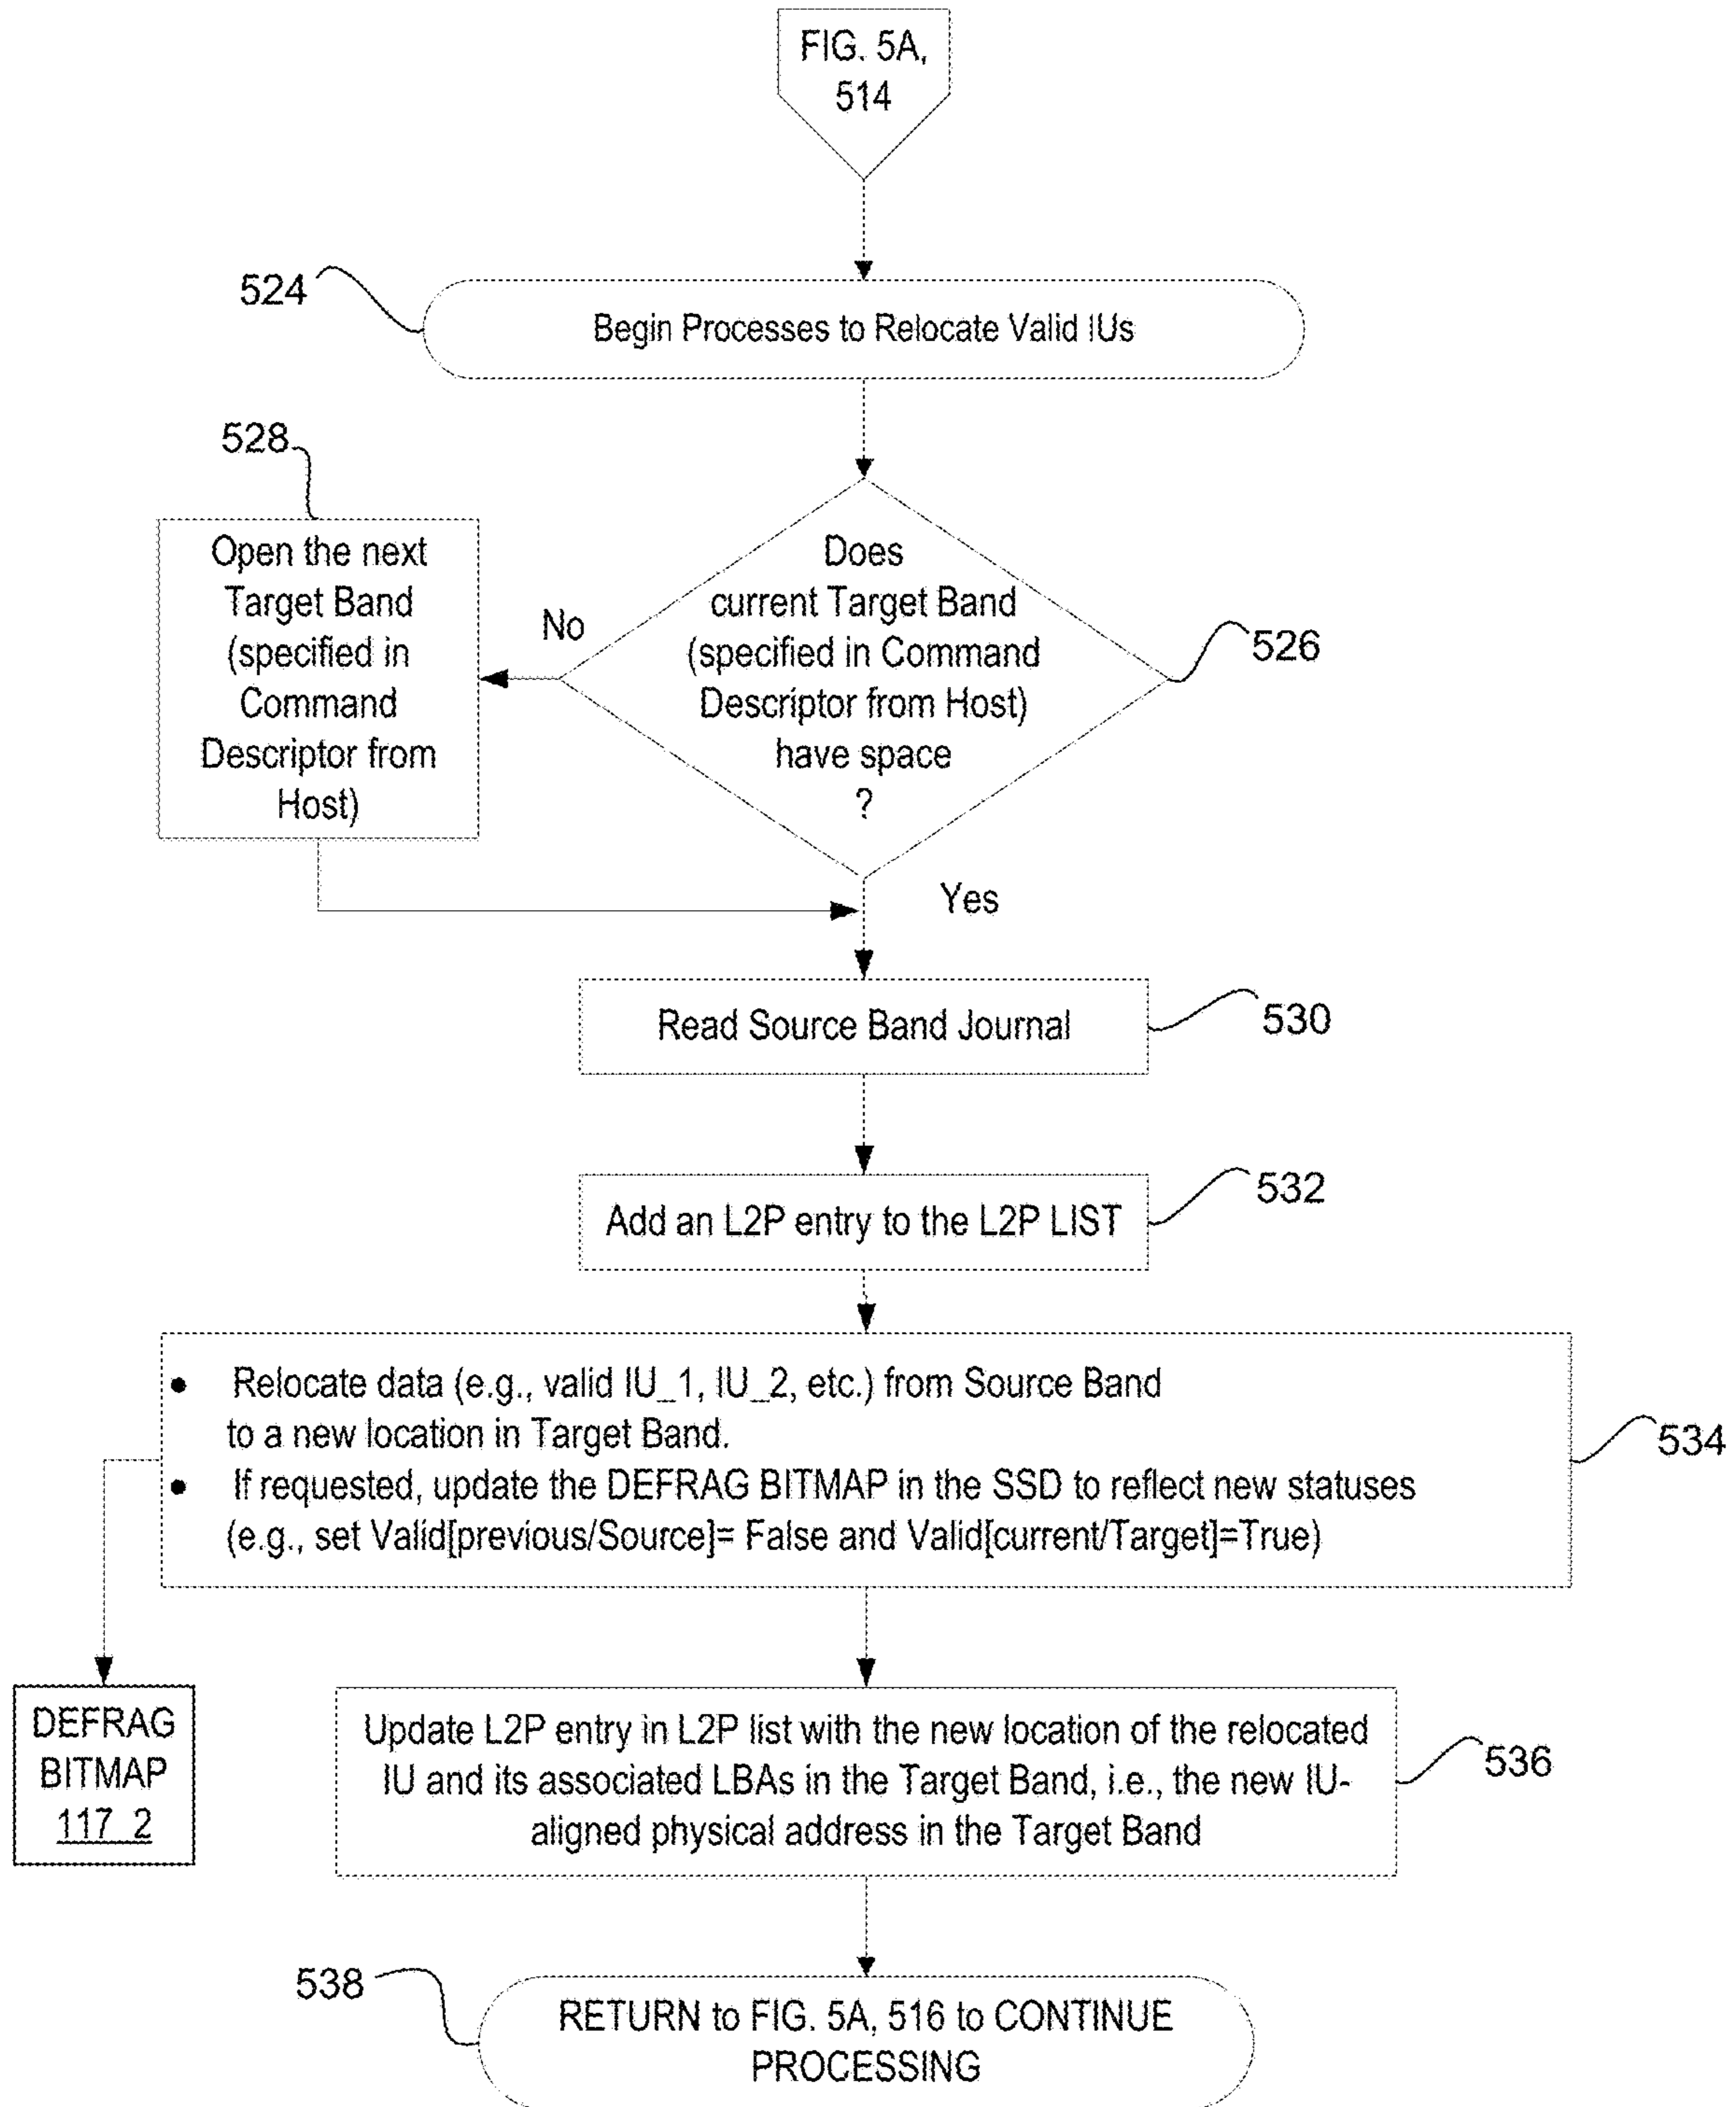 FIG. 5A,
514
524
Begin Processes to Relocate Valid IUs
528
Open the next
Target Band
(specified in
Command
Descriptor from
Host)
No
Does
current Target Band
(specified in Command
Descriptor from Host)
have space
?
526
Yes
Read Source Band Journal
530
Add an L2P entry to the L2P LIST
532
• Relocate data (e.g., valid IU_1, IU_2, etc.) from Source Band
to a new location in Target Band.
• If requested, update the DEFRAG BITMAP in the SSD to reflect new statuses
(e.g., set Valid[previous/Source]= False and Valid[current/Target]=True)
534
DEFRAG
BITMAP
117_2
Update L2P entry in L2P list with the new location of the relocated
IU and its associated LBAs in the Target Band, i.e., the new IU-
aligned physical address in the Target Band
536
538
RETURN to FIG. 5A, 516 to CONTINUE
PROCESSING